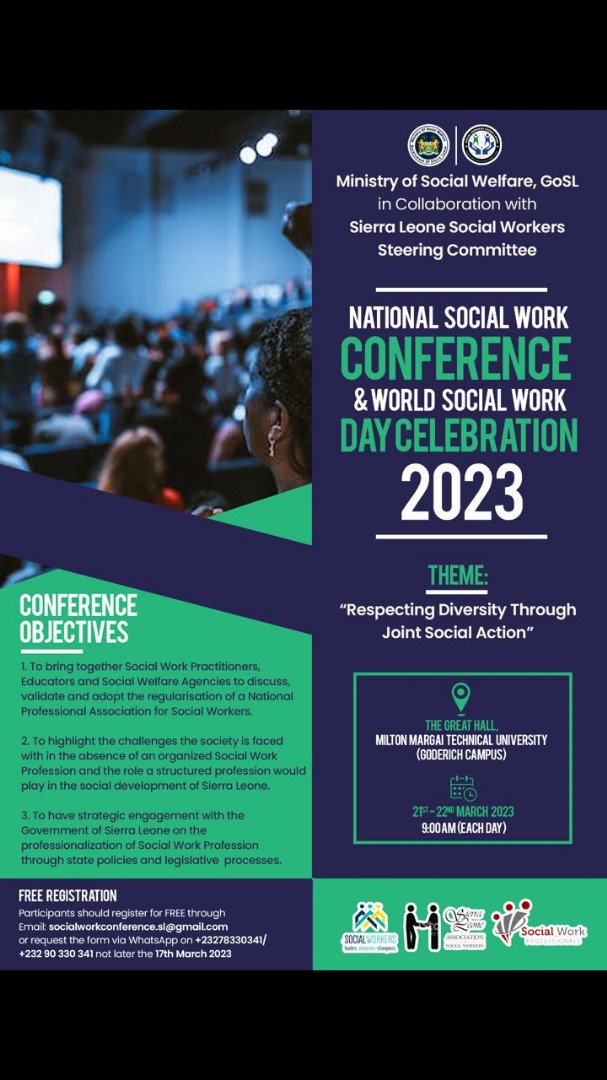 Ministry of Social Welfare, GoSL
in Collaboration with
Sierra Leone Social Workers
Steering Committee
NATIONAL SOCIAL WORK
CONFERENCE
& WORLD SOCIAL WORK
DAY CELEBRATION
2023
THEME:
“Respecting Diversity Through
Joint Social Action”
THE GREAT HALL,
MILTON MARGAI TECHNICAL UNIVERSITY
(GODERICH CAMPUS)
21ST - 22ND MARCH 2023
9:00AM (EACH DAY)
CONFERENCE
OBJECTIVES
1. To bring together Social Work Practitioners,
Educators and Social Welfare Agencies to discuss,
validate and adopt the regularisation of a National
Professional Association for Social Workers.
2. To highlight the challenges the society is faced
with in the absence of an organized Social Work
Profession and the role a structured profession would
play in the social development of Sierra Leone.
3. To have strategic engagement with the
Government of Sierra Leone on the
professionalization of Social Work Profession
through state policies and legislative processes.
FREE REGISTRATION
Participants should register for FREE through
Email: socialworkconference.sl@gmail.com
or request the form via WhatsApp on +23278330341/
+232 90 330 341 not later the 17th March 2023
SOCIALWORKERS
leaders. advocates. champions.
Sierra
Leone
ASSOCIATION
SOCIAL WORKERS
Social Work
PROFESSIONALS